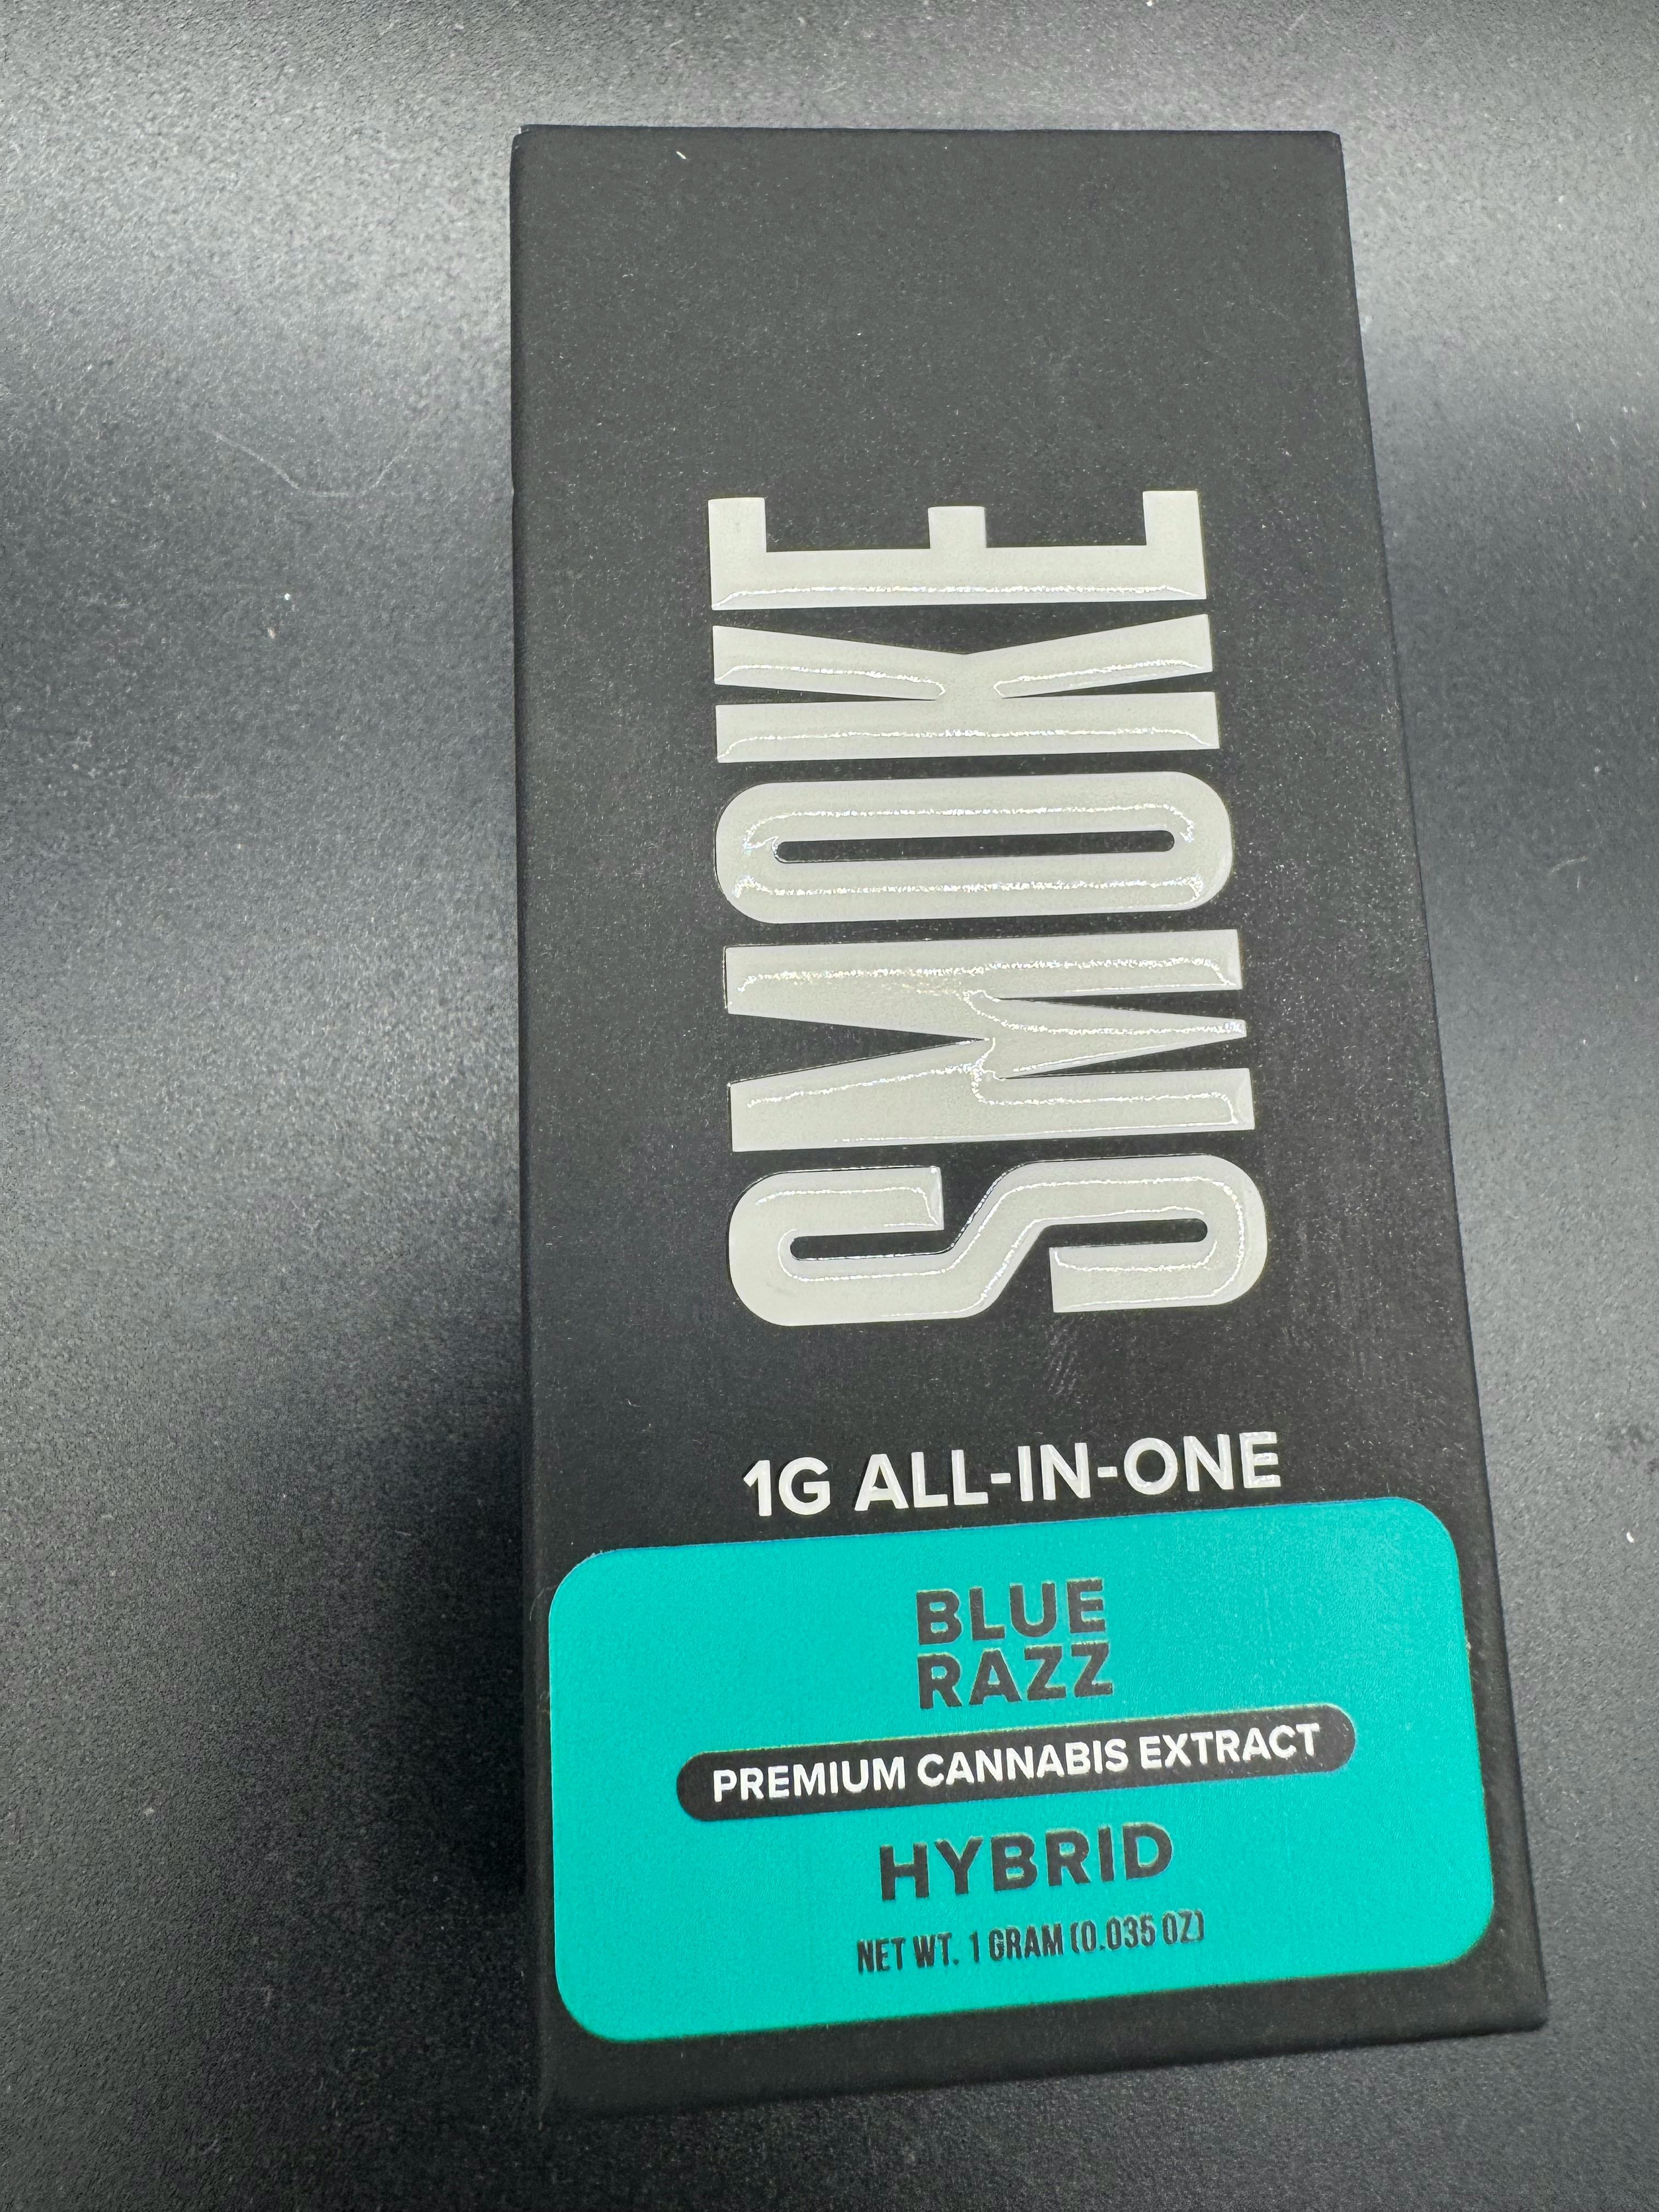 SMOKE
1G ALL-IN-ONE
BLUE
RAZZ
PREMIUM CANNABIS EXTRACT
HYBRID
NET WT. 1 GRAM (0.035 OZ)